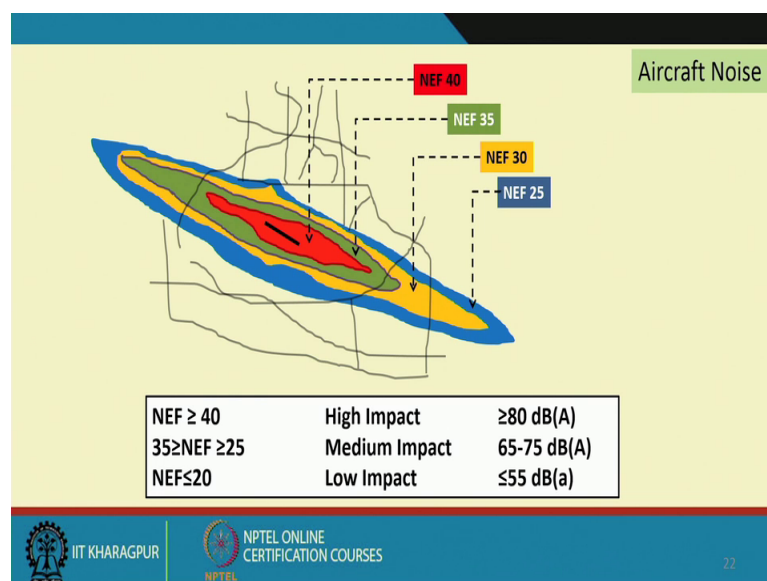 Aircraft Noise
NEF 40
NEF 35
NEF 30
NEF 25
NEF ≥ 40 High Impact ≥80 dB(A)
35≥NEF ≥25 Medium Impact 65-75 dB(A)
NEF≤20 Low Impact ≤55 dB(a)
IIT KHARAGPUR
NPTEL ONLINE
CERTIFICATION COURSES
NPTEL
22